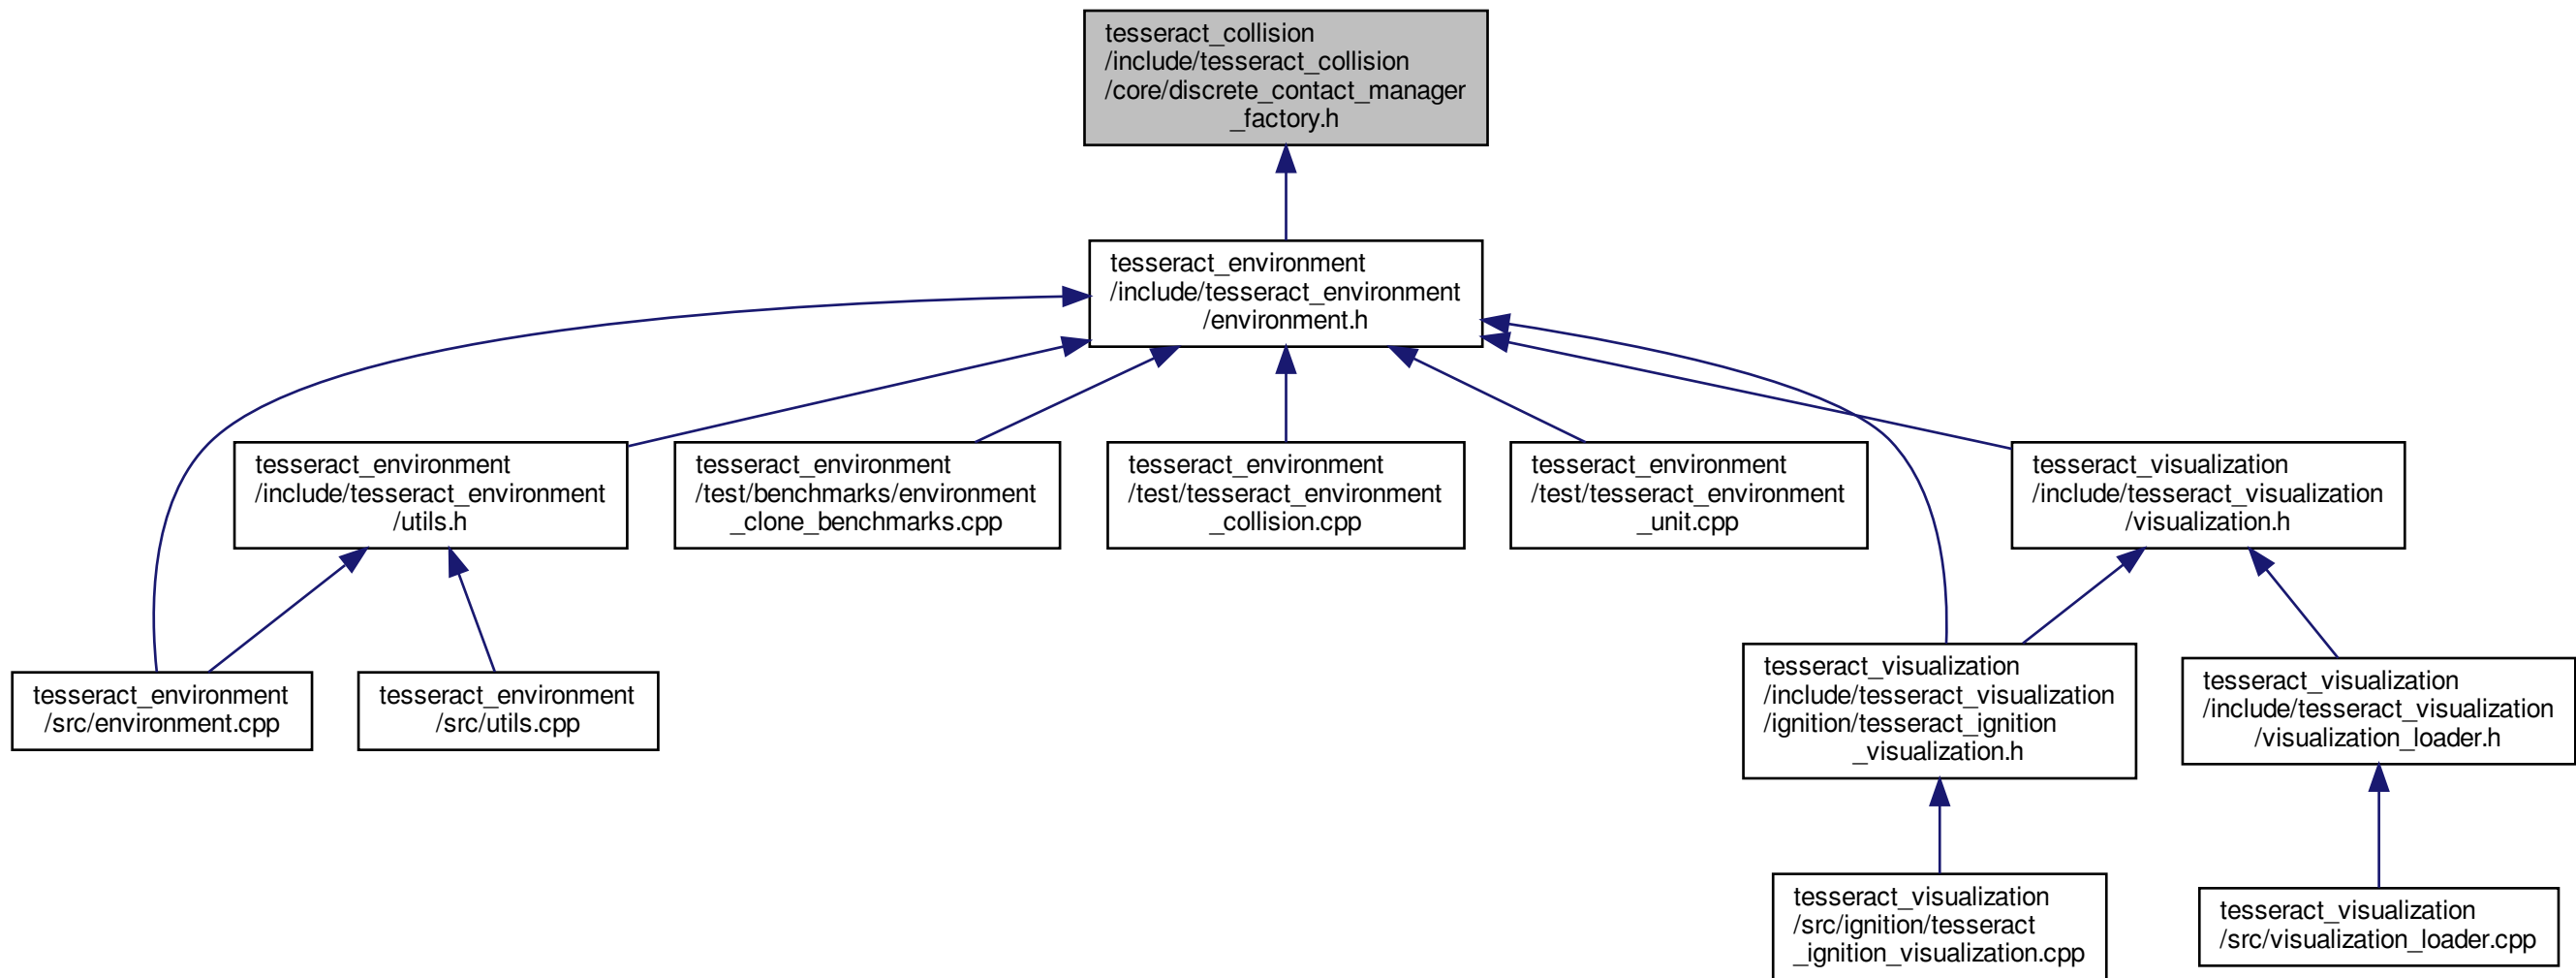 tesseract_collision
/include/tesseract_collision
/core/discrete_contact_manager
_factory.h
tesseract_environment
/include/tesseract_environment
/environment.h
tesseract_environment
/include/tesseract_environment
/utils.h
tesseract_environment
/test/benchmarks/environment
_clone_benchmarks.cpp
tesseract_environment
/test/tesseract_environment
_collision.cpp
tesseract_environment
/test/tesseract_environment
_unit.cpp
tesseract_visualization
/include/tesseract_visualization
/visualization.h
tesseract_environment
/src/environment.cpp
tesseract_environment
/src/utils.cpp
tesseract_visualization
/include/tesseract_visualization
/ignition/tesseract_ignition
_visualization.h
tesseract_visualization
/include/tesseract_visualization
/visualization_loader.h
tesseract_visualization
/src/ignition/tesseract
_ignition_visualization.cpp
tesseract_visualization
/src/visualization_loader.cpp